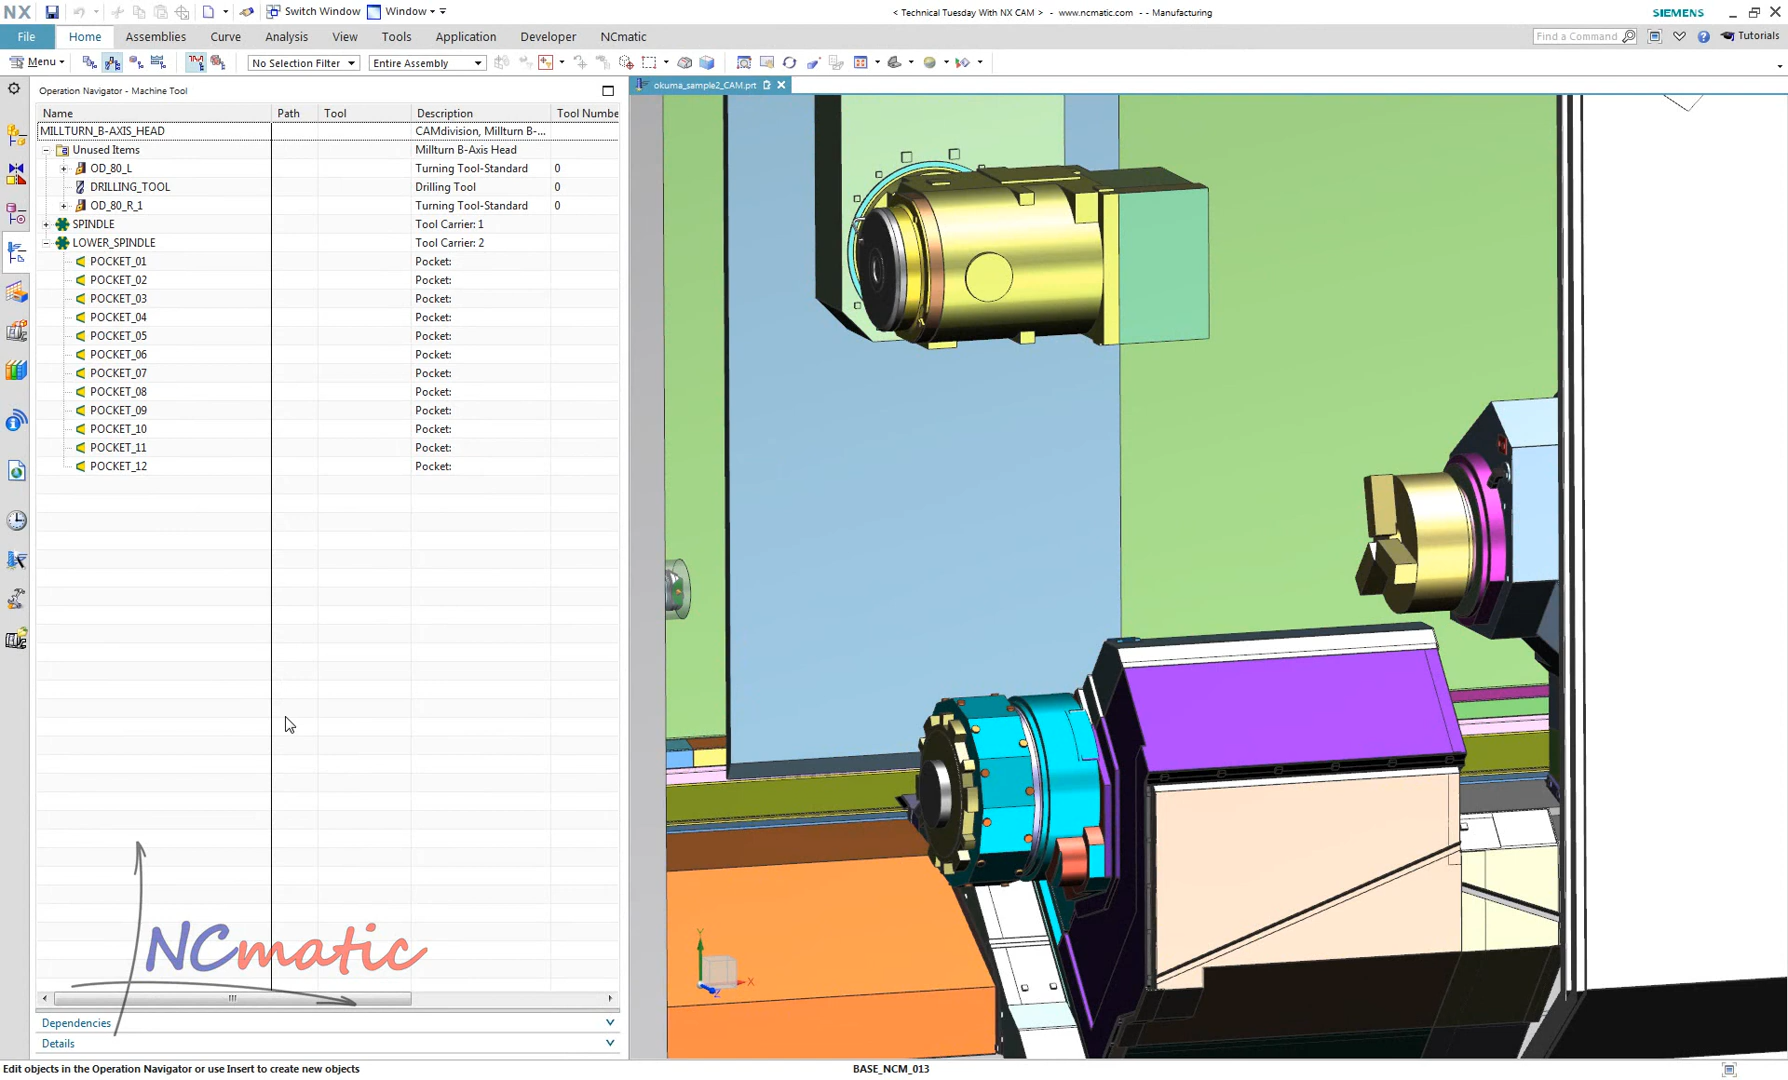 NX Switch Window Window < Technical Tuesday With NX CAM > - www.ncmatic.com - - Manufacturing SIEMENS
File Home Assemblies Curve Analysis View Tools Application Developer NCmatic Find a Command Tutorials
Menu No Selection Filter Entire Assembly
Operation Navigator - Machine Tool
okuma_sample2_CAM.prt
Name Path Tool Description Tool Numbe
MILLTURN_B-AXIS_HEAD CAMdivision, Millturn B-...
Unused Items Millturn B-Axis Head
OD_80_L Turning Tool-Standard 0
DRILLING_TOOL Drilling Tool 0
OD_80_R_1 Turning Tool-Standard 0
SPINDLE Tool Carrier: 1
LOWER_SPINDLE Tool Carrier: 2
POCKET_01 Pocket:
POCKET_02 Pocket:
POCKET_03 Pocket:
POCKET_04 Pocket:
POCKET_05 Pocket:
POCKET_06 Pocket:
POCKET_07 Pocket:
POCKET_08 Pocket:
POCKET_09 Pocket:
POCKET_10 Pocket:
POCKET_11 Pocket:
POCKET_12 Pocket:
NCmatic
Y
X
Z
Dependencies
Details
Edit objects in the Operation Navigator or use Insert to create new objects BASE_NCM_013